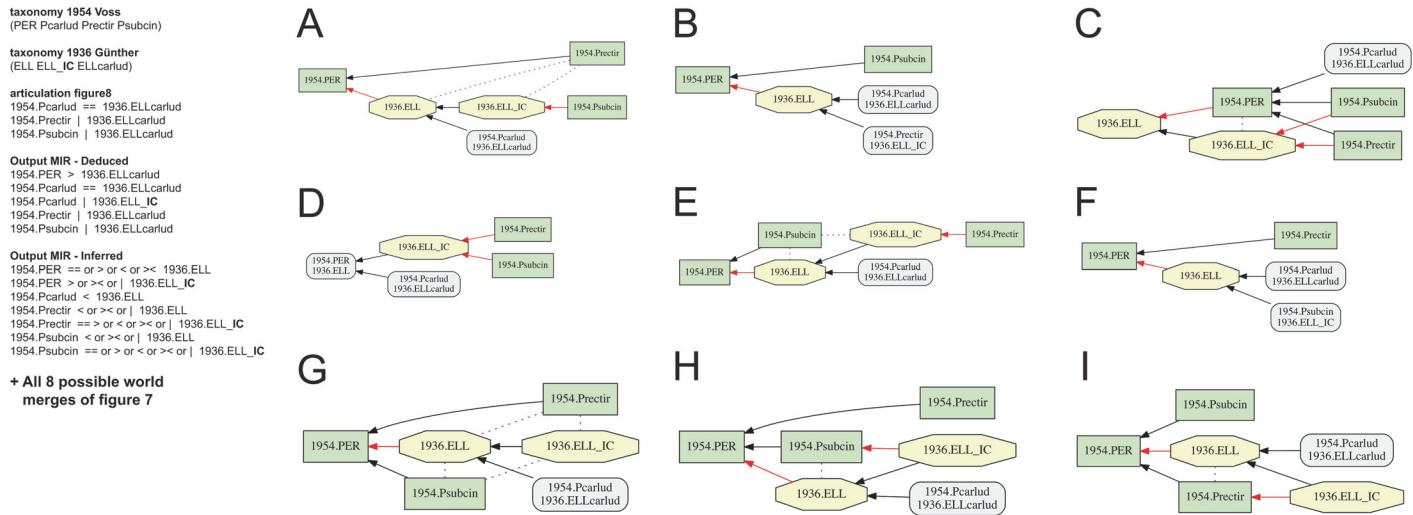 taxonomy 1954 Voss
(PER Pcarlud Prectir Psubcin)
taxonomy 1936 Günther
(ELL ELL_IC ELLcarlud)
articulation figure8
1954.Pcarlud == 1936.ELLcarlud
1954.Prectir | 1936.ELLcarlud
1954.Psubcin | 1936.ELLcarlud
Output MIR - Deduced
1954.PER > 1936.ELLcarlud
1954.Pcarlud == 1936.ELLcarlud
1954.Pcarlud | 1936.ELL_IC
1954.Prectir | 1936.ELLcarlud
1954.Psubcin | 1936.ELLcarlud
Output MIR - Inferred
1954.PER == or > or < or >< 1936.ELL
1954.PER > or >< or | 1936.ELL_IC
1954.Pcarlud < 1936.ELL
1954.Prectir < or >< or | 1936.ELL
1954.Prectir == > or < or >< or | 1936.ELL_IC
1954.Psubcin < or >< or | 1936.ELL
1954.Psubcin == or > or < or >< or | 1936.ELL_IC
+ All 8 possible world
merges of figure 7
A
1954.Prectir
1954.PER
1936.ELL
1936.ELL_IC
1954.Psubcin
1954.Pcarlud
1936.ELLcarlud
B
1954.Psubcin
1954.PER
1936.ELL
1954.Pcarlud
1936.ELLcarlud
1954.Prectir
1936.ELL_IC
C
1954.Pcarlud
1936.ELLcarlud
1954.PER
1954.Psubcin
1936.ELL
1936.ELL_IC
1954.Prectir
D
1954.Prectir
1936.ELL_IC
1954.PER
1936.ELL
1954.Psubcin
1954.Pcarlud
1936.ELLcarlud
E
1954.Psubcin
1936.ELL_IC
1954.Prectir
1954.PER
1936.ELL
1954.Pcarlud
1936.ELLcarlud
F
1954.Prectir
1954.PER
1936.ELL
1954.Pcarlud
1936.ELLcarlud
1954.Psubcin
1936.ELL_IC
G
1954.Prectir
1954.PER
1936.ELL
1936.ELL_IC
1954.Psubcin
1954.Pcarlud
1936.ELLcarlud
H
1954.Prectir
1954.PER
1954.Psubcin
1936.ELL_IC
1936.ELL
1954.Pcarlud
1936.ELLcarlud
I
1954.Psubcin
1954.PER
1936.ELL
1954.Pcarlud
1936.ELLcarlud
1954.Prectir
1936.ELL_IC